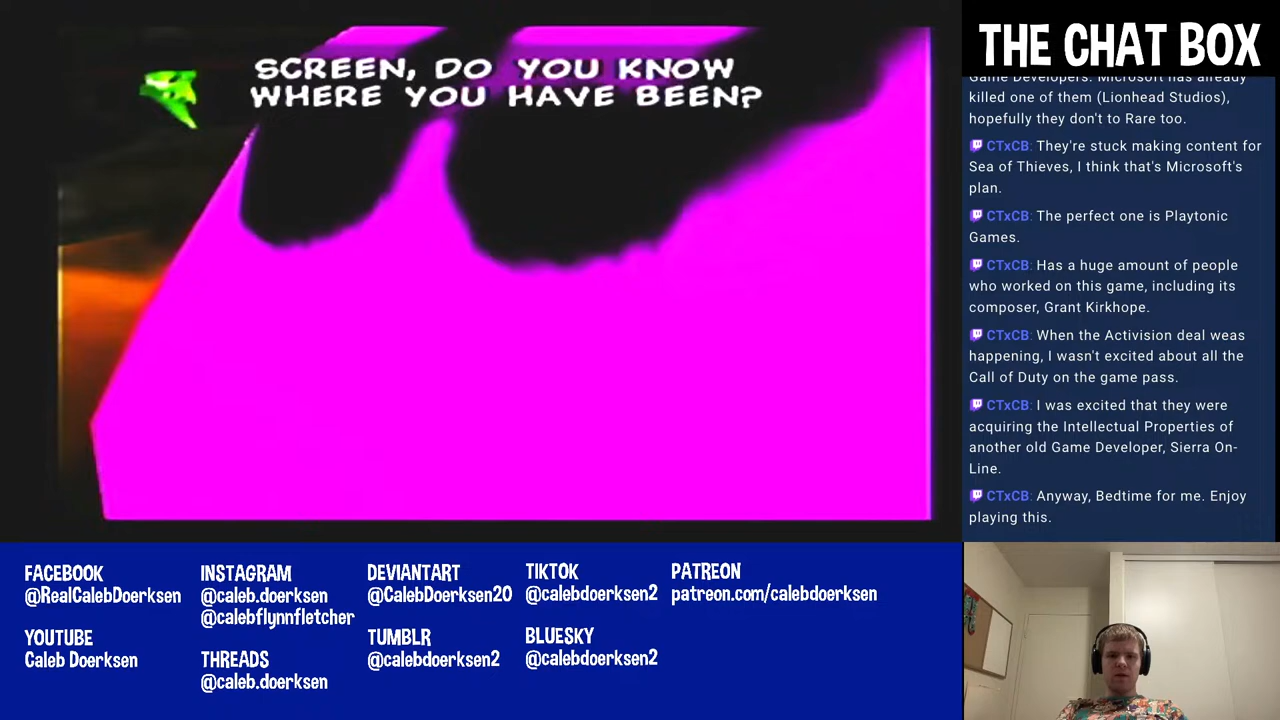 SCREEN, DO YOU KNOW
WHERE YOU HAVE BEEN?
THE CHAT BOX
Game Developers. Microsoft has already
killed one of them (Lionhead Studios),
hopefully they don't to Rare too.
CTxCB: They're stuck making content for
Sea of Thieves, I think that's Microsoft's
plan.
CTxCB: The perfect one is Playtonic
Games.
CTxCB: Has a huge amount of people
who worked on this game, including its
composer, Grant Kirkhope.
CTxCB: When the Activision deal weas
happening, I wasn't excited about all the
Call of Duty on the game pass.
CTxCB: I was excited that they were
acquiring the Intellectual Properties of
another old Game Developer, Sierra On-
Line.
CTxCB: Anyway, Bedtime for me. Enjoy
playing this.
FACEBOOK
@RealCalebDoerksen
YOUTUBE
Caleb Doerksen
INSTAGRAM
@caleb.doerksen
@calebflynnfletcher
THREADS
@caleb.doerksen
DEVIANTART
@CalebDoerksen20
TUMBLR
@calebdoerksen2
TIKTOK
@calebdoerksen2
BLUESKY
@calebdoerksen2
PATREON
patreon.com/calebdoerksen